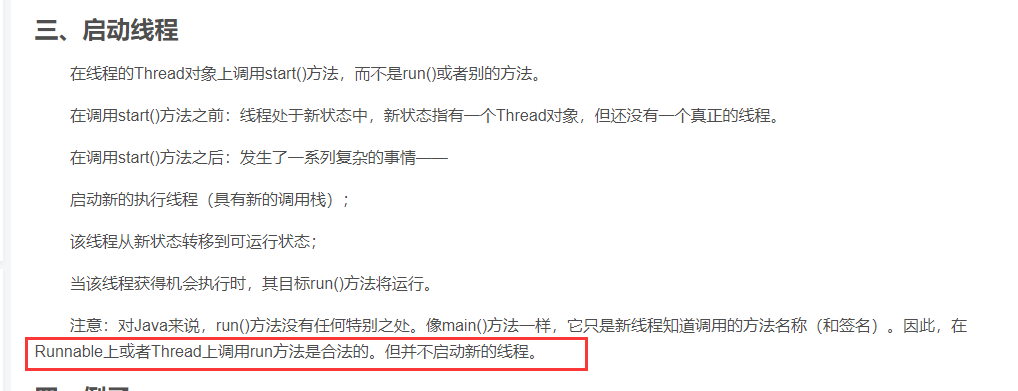 三、启动线程
在线程的Thread对象上调用start()方法，而不是run()或者别的方法。
在调用start()方法之前：线程处于新状态中，新状态指有一个Thread对象，但还没有一个真正的线程。
在调用start()方法之后：发生了一系列复杂的事情——
启动新的执行线程（具有新的调用栈）；
该线程从新状态转移到可运行状态；
当该线程获得机会执行时，其目标run()方法将运行。
注意：对Java来说，run()方法没有任何特别之处。像main()方法一样，它只是新线程知道调用的方法名称（和签名）。因此，在
Runnable上或者Thread上调用run方法是合法的。但并不启动新的线程。